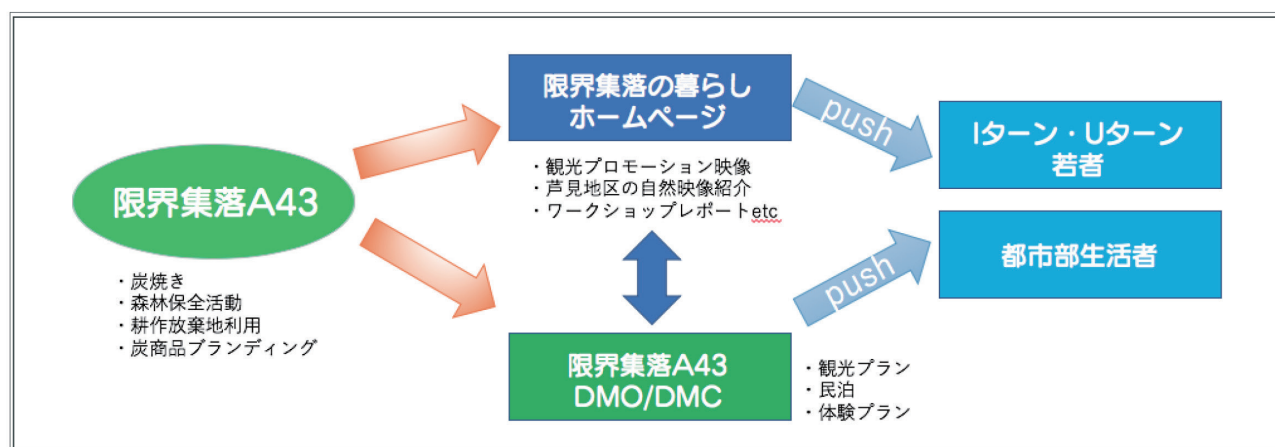 限界集落A43
・炭焼き
・森林保全活動
・耕作放棄地利用
・炭商品ブランディング
限界集落の暮らし
ホームページ
・観光プロモーション映像
・芦見地区の自然映像紹介
・ワークショップレポートetc
限界集落A43
DMO/DMC
・観光プラン
・民泊
・体験プラン
push
Iターン・Uターン
若者
push
都市部生活者